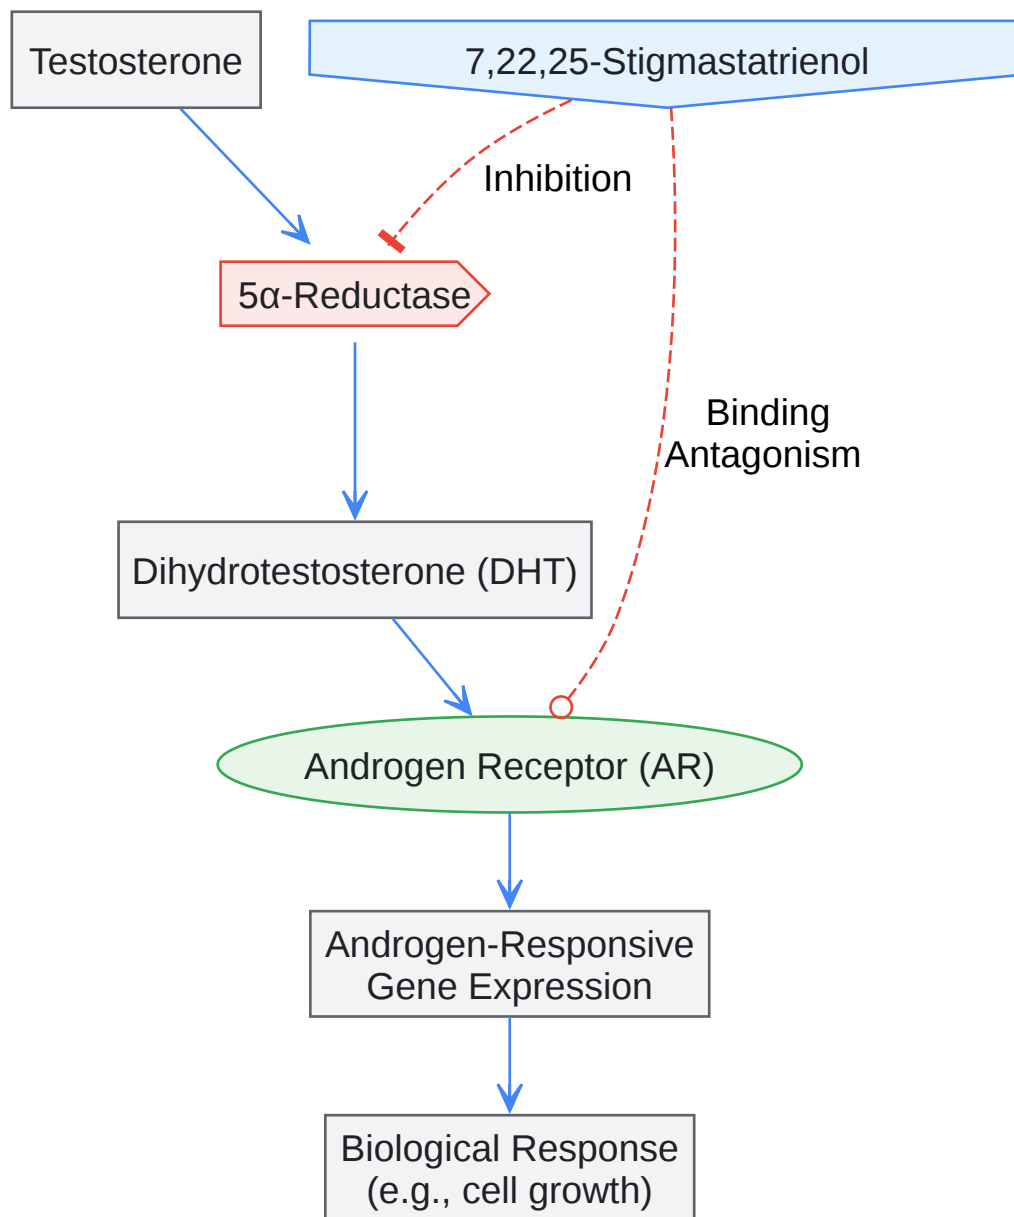 Testosterone
7,22,25-Stigmastatrienol
Inhibition
5α-Reductase
Binding
Antagonism
Dihydrotestosterone (DHT)
Androgen Receptor (AR)
Androgen-Responsive
Gene Expression
Biological Response
(e.g., cell growth)